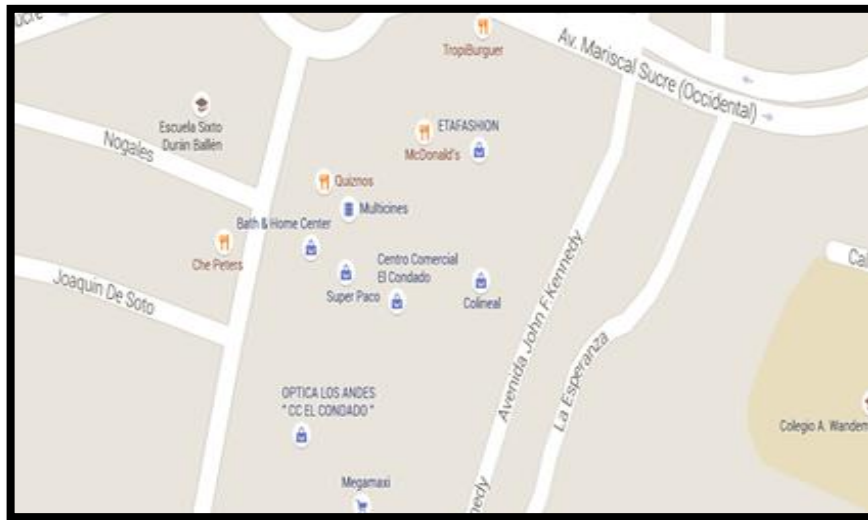 Sucre
TropiBurguer
Av. Mariscal Sucre (Occidental)
Escuela Sixto
Durán Ballén
Nogales
ETAFASHION
McDonald's
Quiznos
Multicines
Bath & Home Center
Che Peters
Centro Comercial
El Condado
Super Paco
Colineal
Joaquin De Soto
Avenida John F.Kennedy
La Esperanza
Cal
OPTICA LOS ANDES
" CC EL CONDADO "
Colegio A. Wandem
Megamaxi
nedy